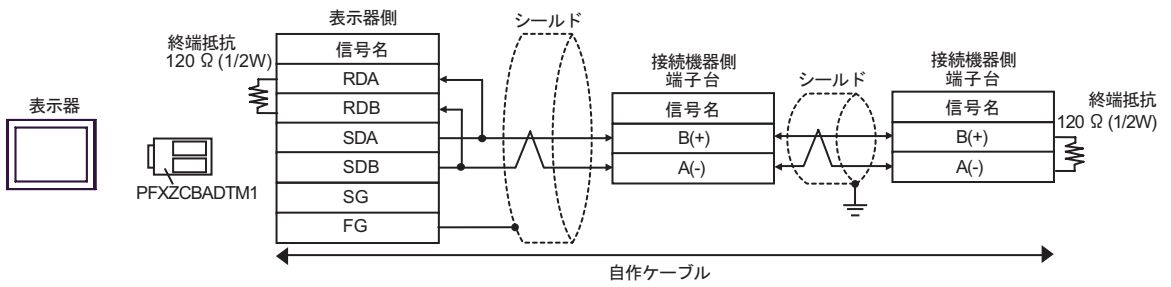 表示器
PFXZCBADTM1
終端抵抗
120 Ω (1/2W)
表示器側
信号名
RDA
RDB
SDA
SDB
SG
FG
シールド
接続機器側
端子台
信号名
B(+)
A(-)
シールド
接続機器側
端子台
信号名
B(+)
A(-)
終端抵抗
120 Ω (1/2W)
自作ケーブル